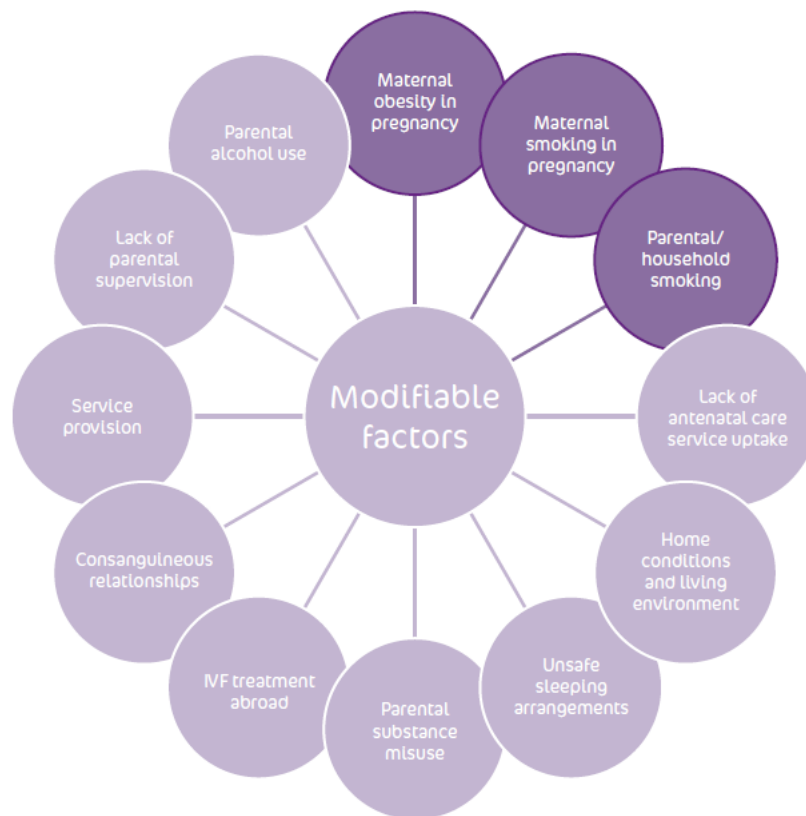 Maternal
obesity in
pregnancy
Maternal
smoking in
pregnancy
Parental/
household
smoking
Lack of
antenatal care
service uptake
Home
conditions
and living
environment
Unsafe
sleeping
arrangements
Parental
substance
misuse
IVF treatment
abroad
Consanguineous
relationships
Service
provision
Lack of
parental
supervision
Parental
alcohol use
Modifiable
factors